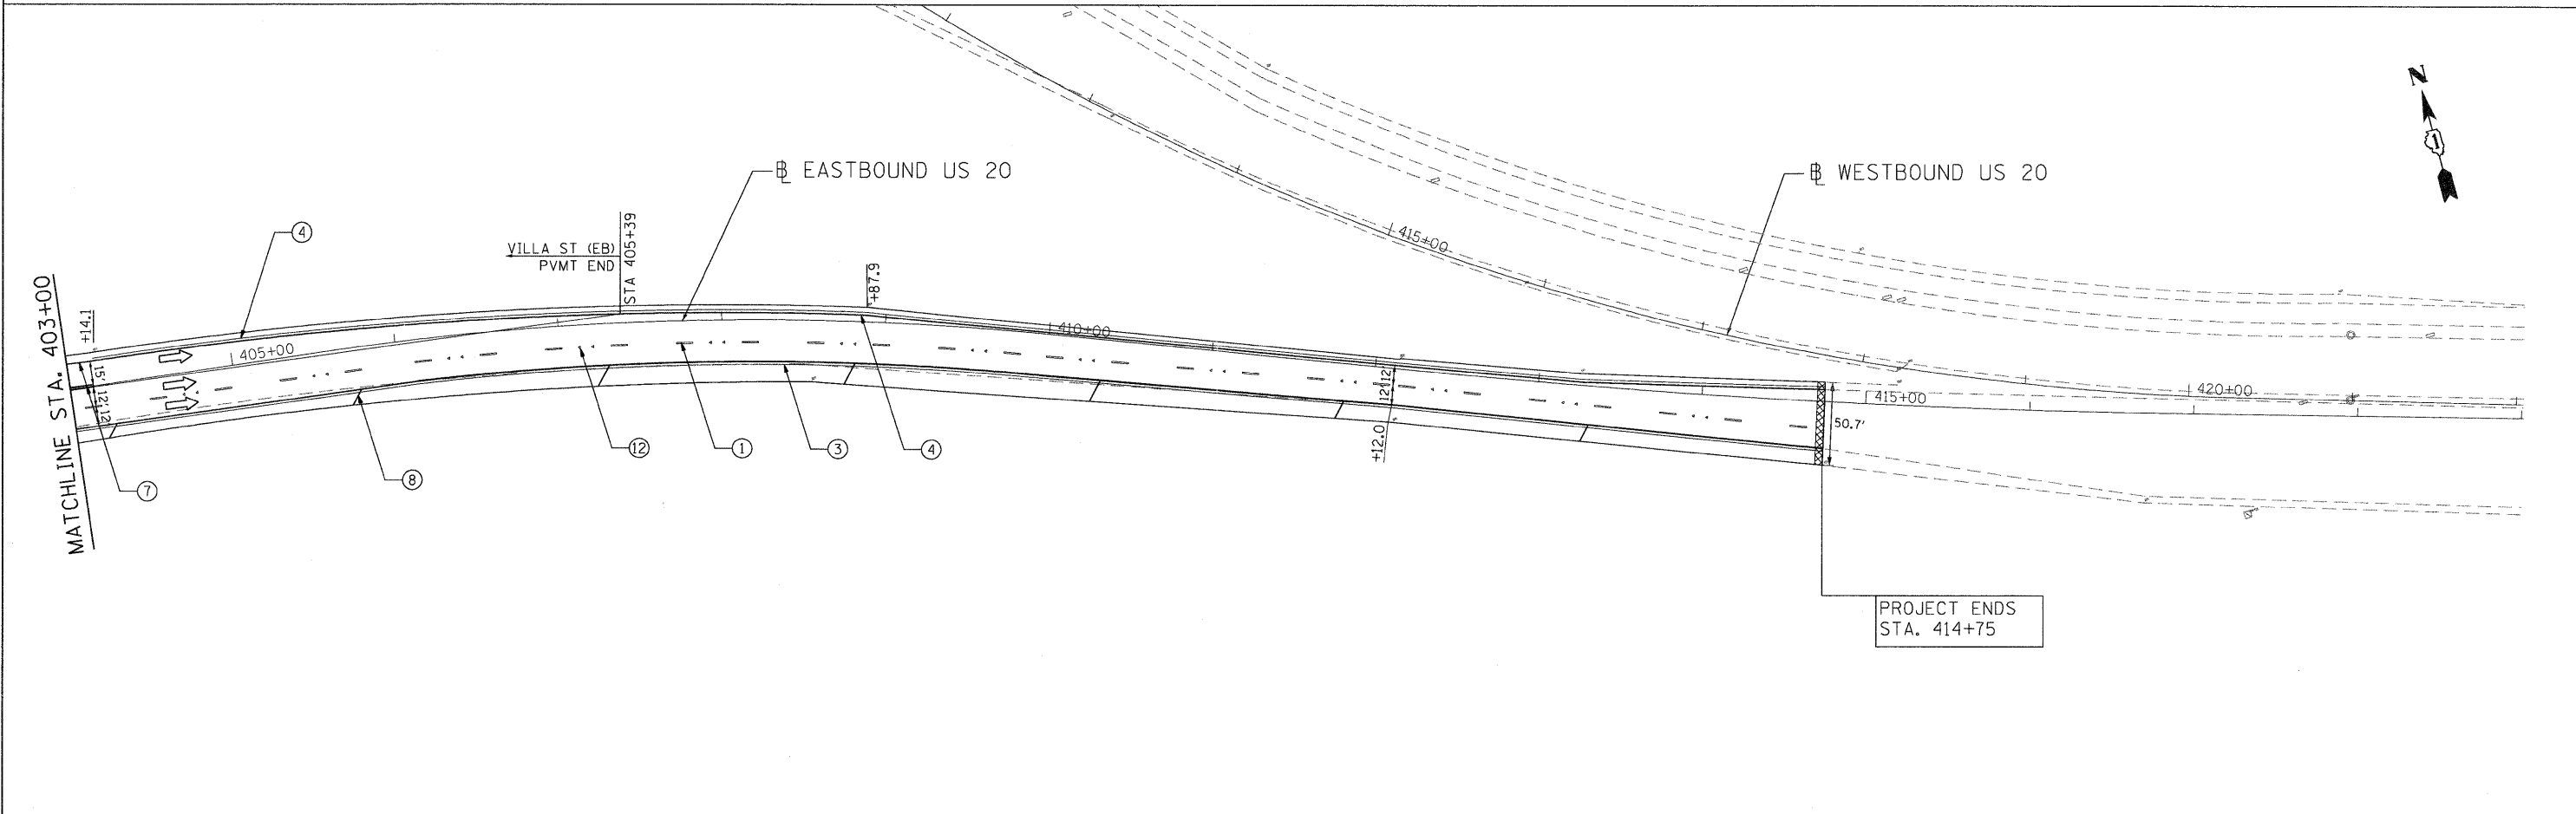 N
1
℄ EASTBOUND US 20
℄ WESTBOUND US 20
4
VILLA ST (EB)
PVMT END
STA 405+39
+87.9
415+00
MATCHLINE STA. 403+00
+14.1
405+00
410+00
15'
12'
12'
12'
12'
420+00
415+00
50.7'
+12.0
7
8
12
1
3
4
PROJECT ENDS
STA. 414+75